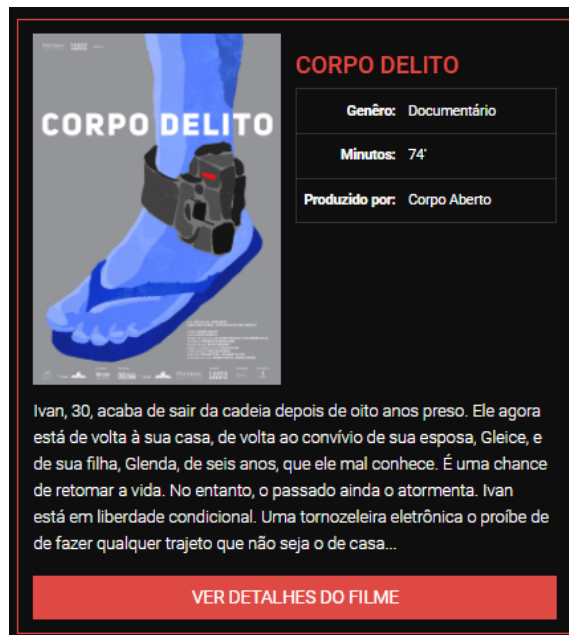 CORPO DELITO
CORPO DELITO
Genêro: Documentário
Minutos: 74'
Produzido por: Corpo Aberto
Ivan, 30, acaba de sair da cadeia depois de oito anos preso. Ele agora
está de volta à sua casa, de volta ao convívio de sua esposa, Gleice, e
de sua filha, Glenda, de seis anos, que ele mal conhece. É uma chance
de retomar a vida. No entanto, o passado ainda o atormenta. Ivan
está em liberdade condicional. Uma tornozeleira eletrônica o proíbe de
de fazer qualquer trajeto que não seja o de casa...
VER DETALHES DO FILME